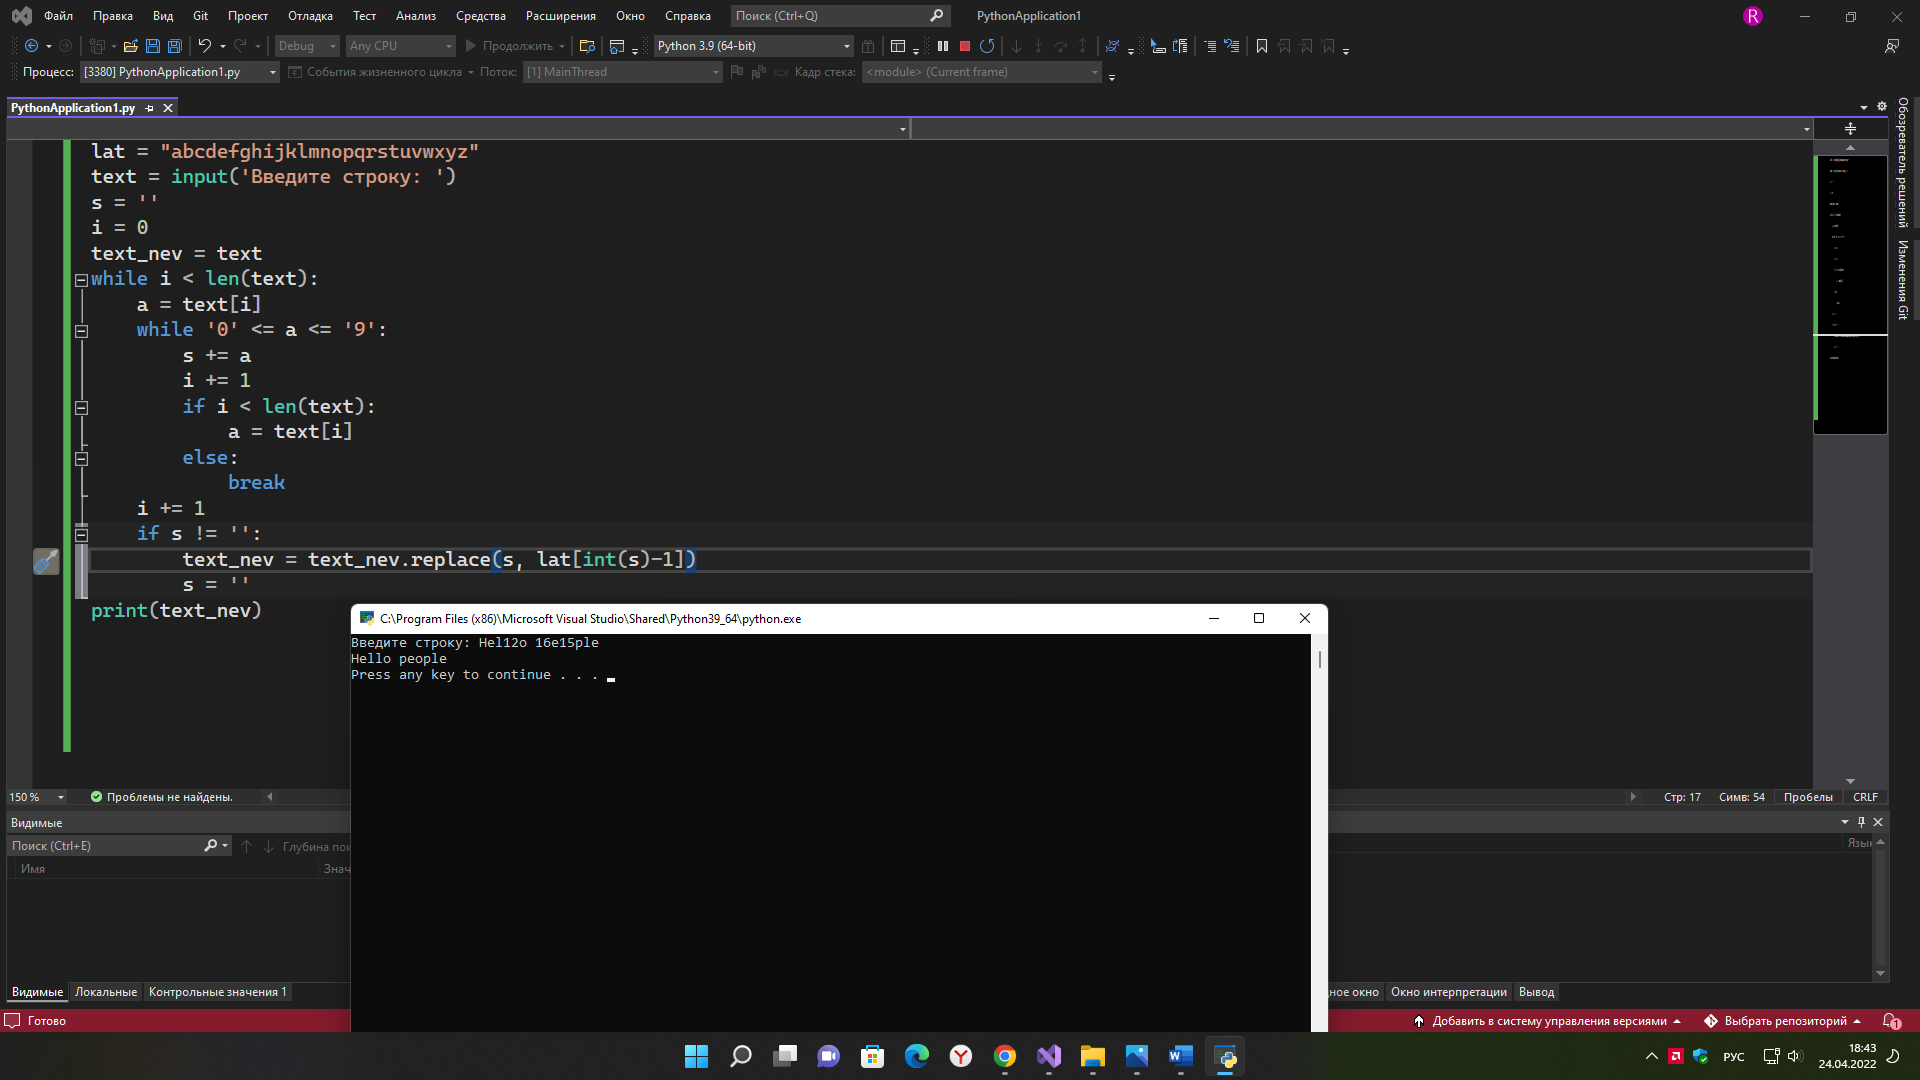 Файл Правка Вид Git Проект Отладка Тест Анализ Средства Расширения Окно Справка Поиск (Ctrl+Q) PythonApplication1 R
Debug Any CPU Продолжить Python 3.9 (64-bit)
Процесс: [3380] PythonApplication1.py События жизненного цикла Поток: [1] MainThread Кадр стека: <module> (Current frame)
PythonApplication1.py
Обозреватель решений
Изменения Git
lat = "abcdefghijklmnopqrstuvwxyz"
text = input('Введите строку: ')
s = ''
i = 0
text_nev = text
while i < len(text):
a = text[i]
while '0' <= a <= '9':
s += a
i += 1
if i < len(text):
a = text[i]
else:
break
i += 1
if s != '':
text_nev = text_nev.replace(s, lat[int(s)-1])
s = ''
print(text_nev)
C:\Program Files (x86)\Microsoft Visual Studio\Shared\Python39_64\python.exe
Введите строку: Hel12o 16e15ple
Hello people
Press any key to continue . . .
150 % Проблемы не найдены. Стр: 17 Симв: 54 Пробелы CRLF
Видимые
Поиск (Ctrl+E) Глубина пои
Имя Знач Язык
Видимые Локальные Контрольные значения 1 ное окно Окно интерпретации Вывод
Готово Добавить в систему управления версиями Выбрать репозиторий 1
РУС 18:43
24.04.2022